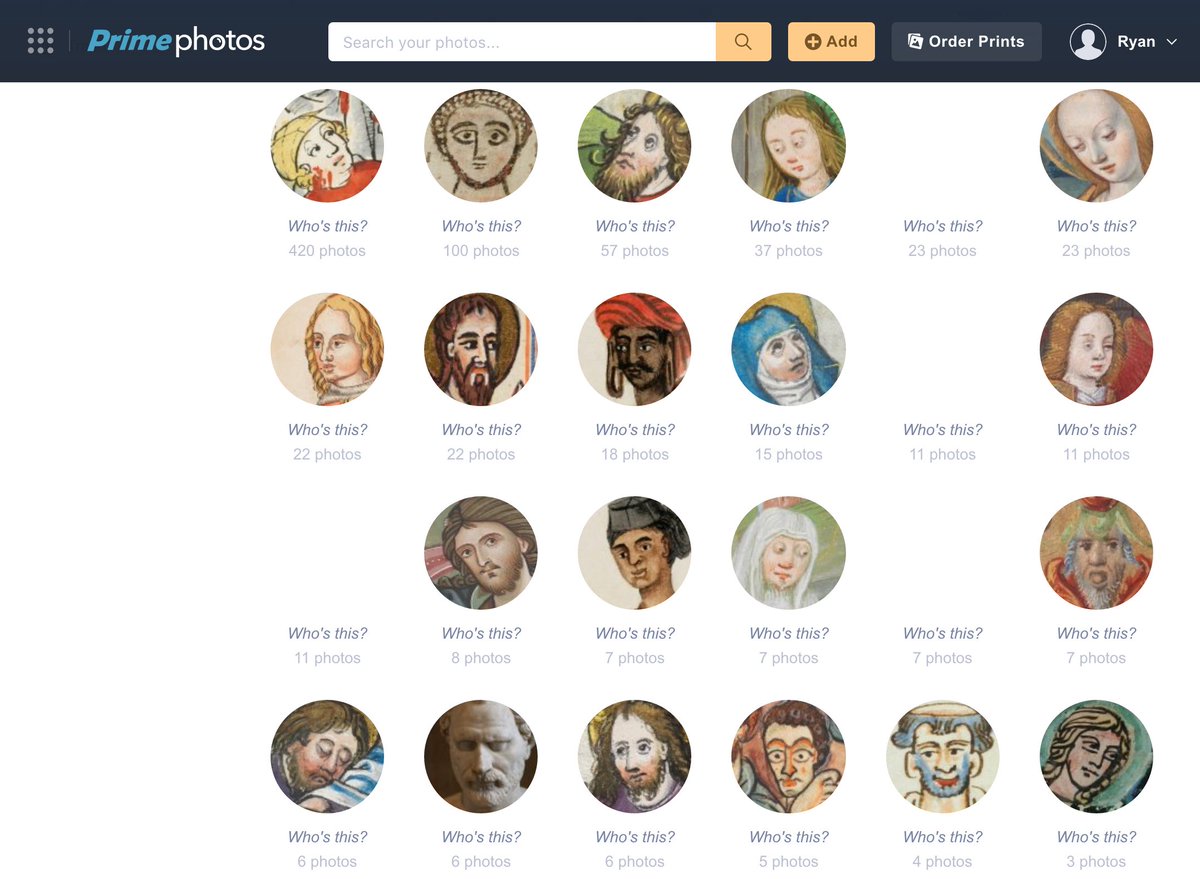 Prime photos
Search your photos...
Add
Order Prints
Ryan
Who's this? Who's this? Who's this? Who's this? Who's this? Who's this?
420 photos 100 photos 57 photos 37 photos 23 photos 23 photos
Who's this? Who's this? Who's this? Who's this? Who's this? Who's this?
22 photos 22 photos 18 photos 15 photos 11 photos 11 photos
Who's this? Who's this? Who's this? Who's this? Who's this? Who's this?
11 photos 8 photos 7 photos 7 photos 7 photos 7 photos
Who's this? Who's this? Who's this? Who's this? Who's this? Who's this?
6 photos 6 photos 6 photos 5 photos 4 photos 3 photos